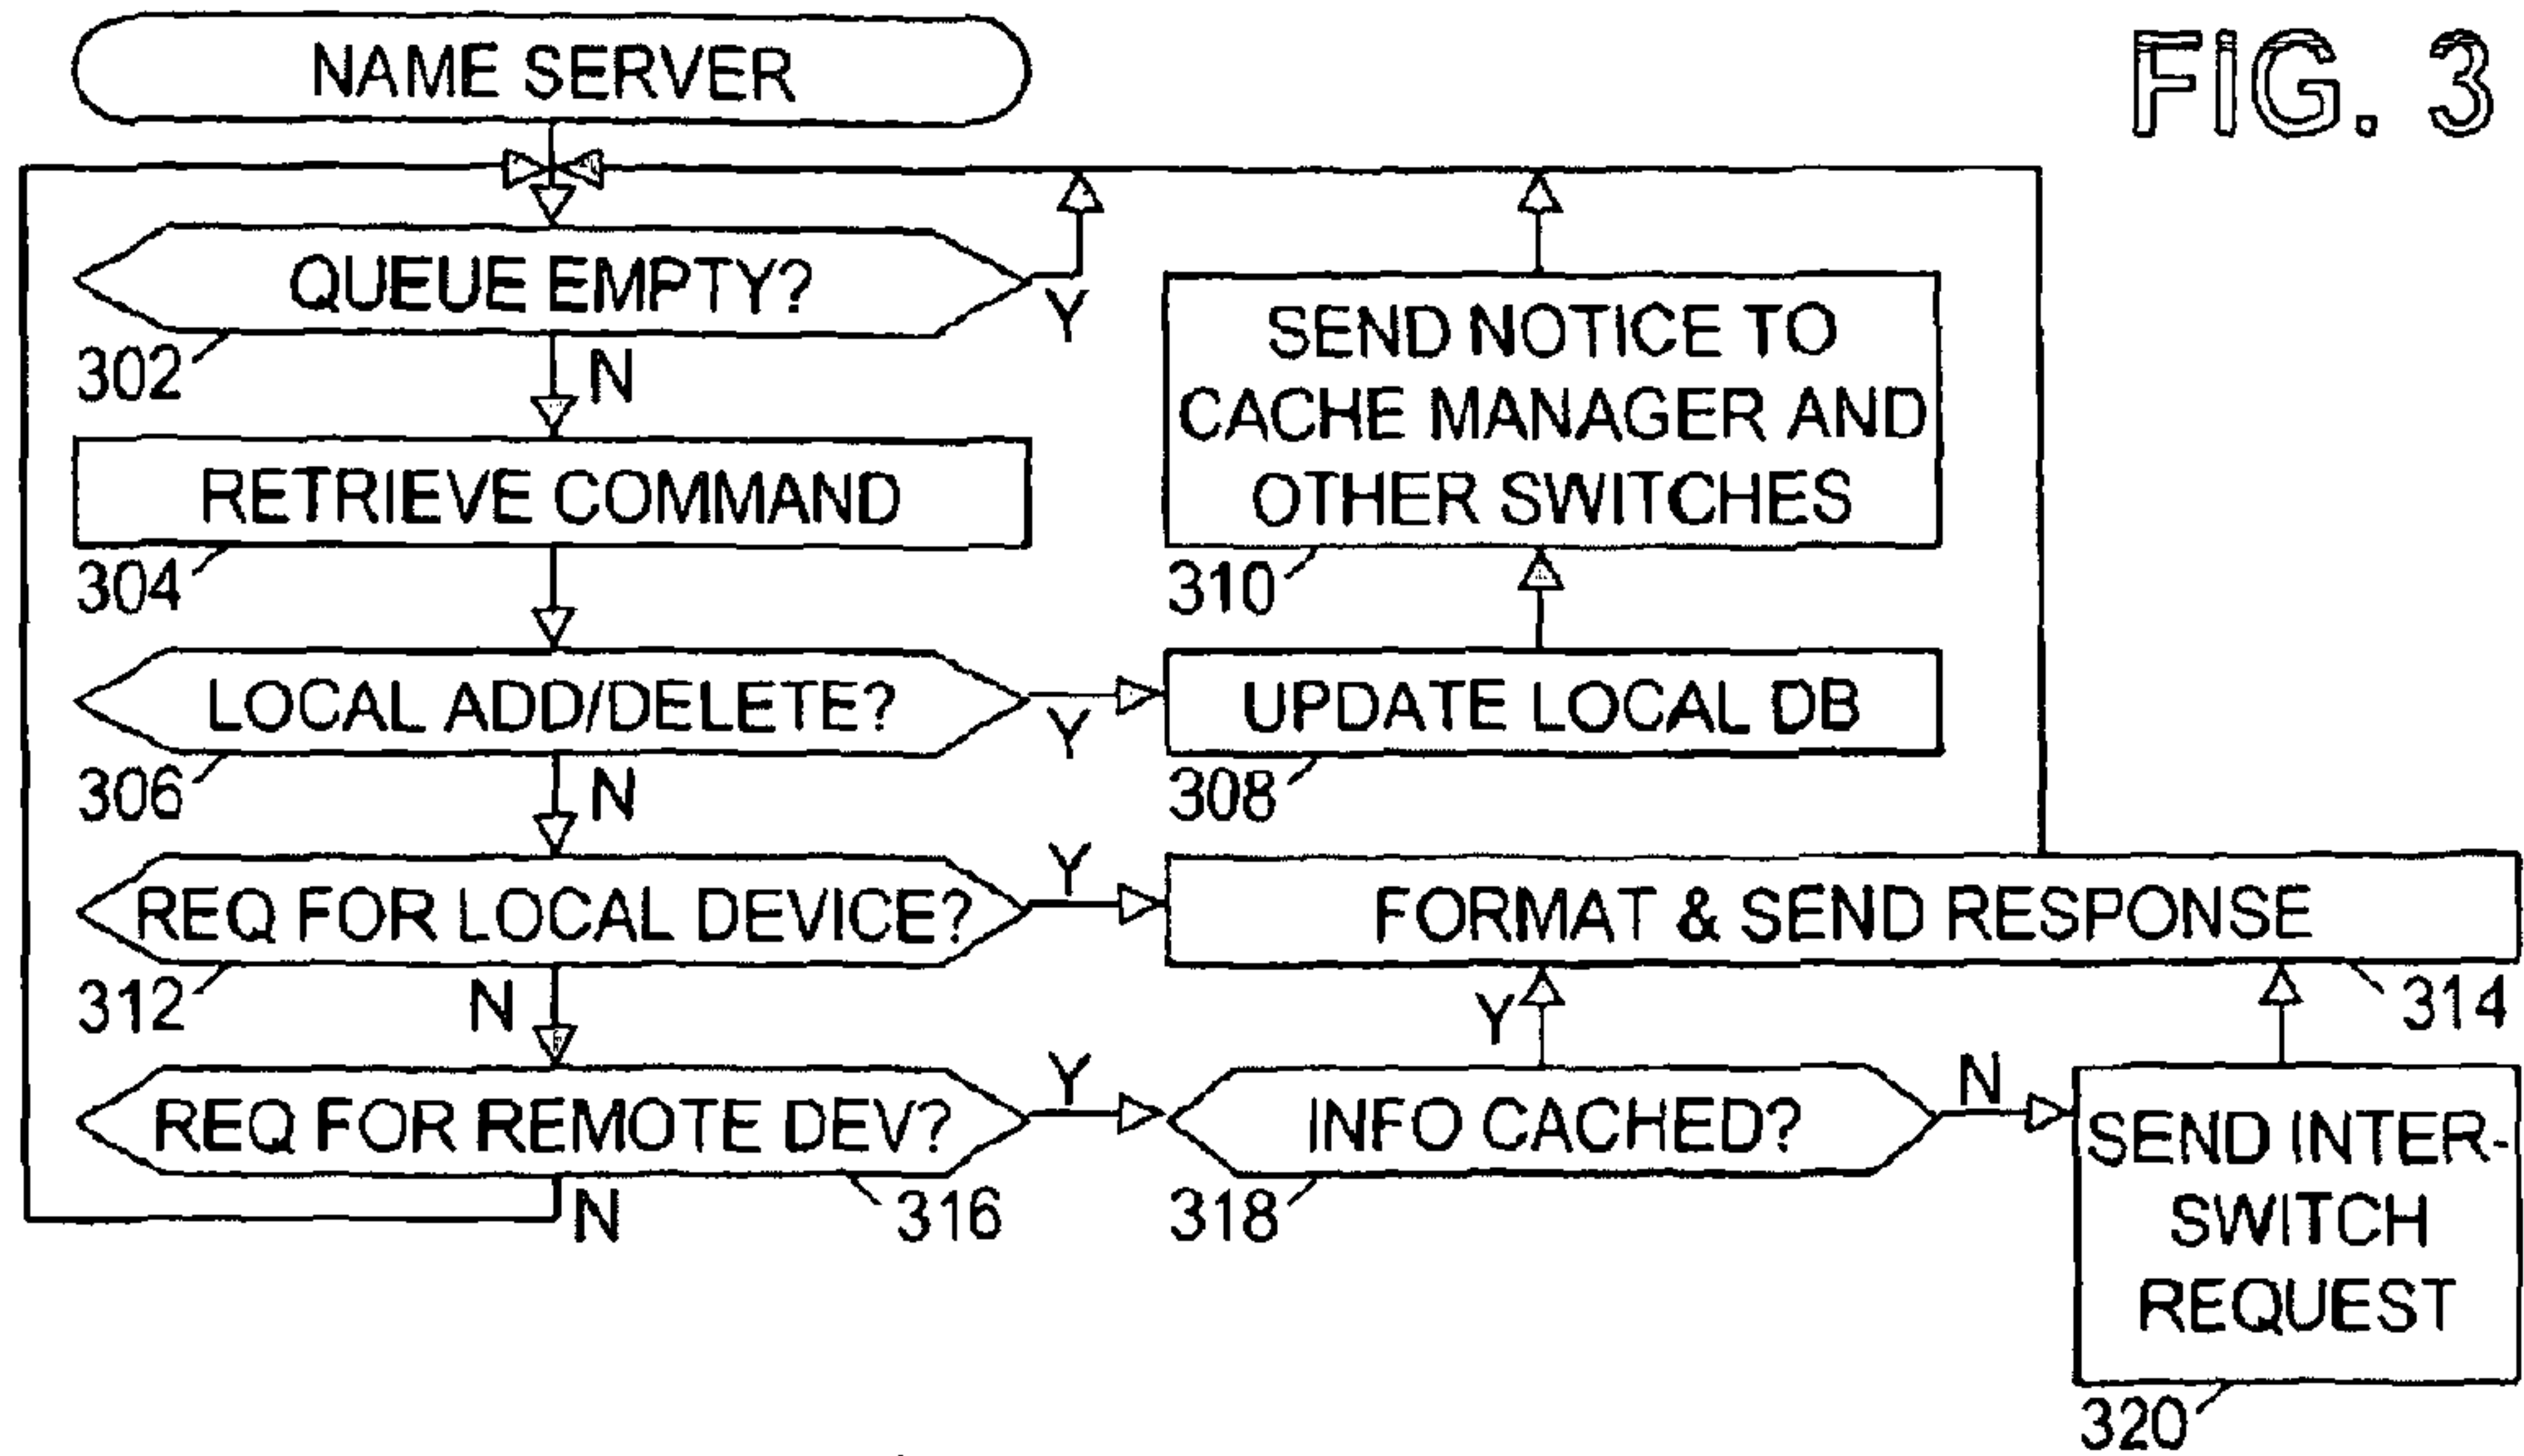 FIG. 3
NAME SERVER
QUEUE EMPTY?
Y
302
N
RETRIEVE COMMAND
304
LOCAL ADD/DELETE?
Y
306
N
UPDATE LOCAL DB
308
SEND NOTICE TO
CACHE MANAGER AND
OTHER SWITCHES
310
REQ FOR LOCAL DEVICE?
Y
312
N
FORMAT & SEND RESPONSE
314
REQ FOR REMOTE DEV?
Y
316
N
INFO CACHED?
Y
318
N
SEND INTER-
SWITCH
REQUEST
320